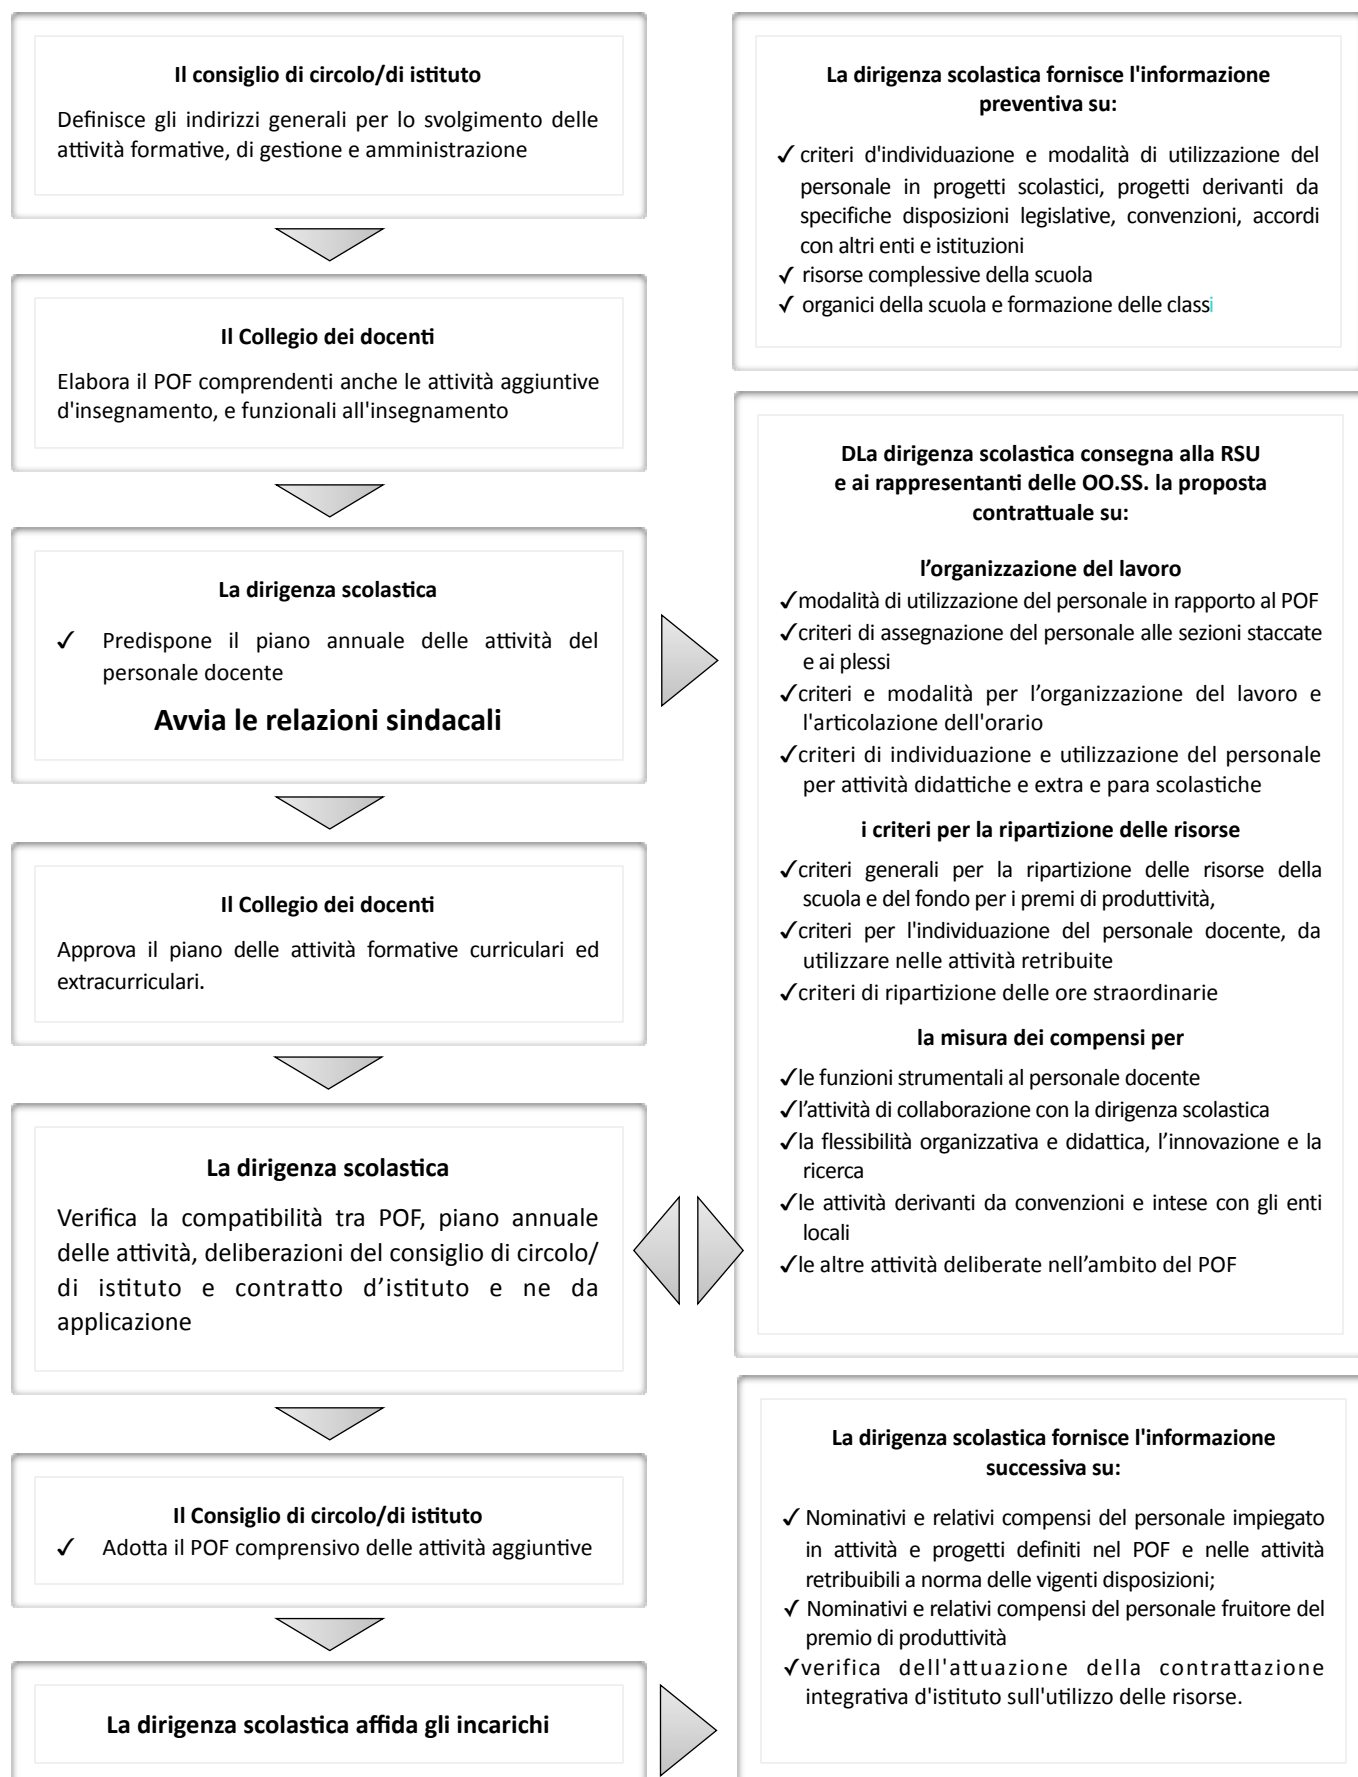 Il consiglio di circolo/di istituto
Definisce gli indirizzi generali per lo svolgimento delle
attività formative, di gestione e amministrazione
Il Collegio dei docenti
Elabora il POF comprendenti anche le attività aggiuntive
d'insegnamento, e funzionali all'insegnamento
La dirigenza scolastica
✓ Predispone il piano annuale delle attività del
personale docente
Avvia le relazioni sindacali
Il Collegio dei docenti
Approva il piano delle attività formative curriculari ed
extracurriculari.
La dirigenza scolastica
Verifica la compatibilità tra POF, piano annuale
delle attività, deliberazioni del consiglio di circolo/
di istituto e contratto d’istituto e ne da
applicazione
Il Consiglio di circolo/di istituto
✓ Adotta il POF comprensivo delle attività aggiuntive
La dirigenza scolastica affida gli incarichi
La dirigenza scolastica fornisce l'informazione
preventiva su:
✓ criteri d'individuazione e modalità di utilizzazione del
personale in progetti scolastici, progetti derivanti da
specifiche disposizioni legislative, convenzioni, accordi
con altri enti e istituzioni
✓ risorse complessive della scuola
✓ organici della scuola e formazione delle classi
DLa dirigenza scolastica consegna alla RSU
e ai rappresentanti delle OO.SS. la proposta
contrattuale su:
l’organizzazione del lavoro
✓modalità di utilizzazione del personale in rapporto al POF
✓criteri di assegnazione del personale alle sezioni staccate
e ai plessi
✓criteri e modalità per l’organizzazione del lavoro e
l'articolazione dell'orario
✓criteri di individuazione e utilizzazione del personale
per attività didattiche e extra e para scolastiche
i criteri per la ripartizione delle risorse
✓criteri generali per la ripartizione delle risorse della
scuola e del fondo per i premi di produttività,
✓criteri per l'individuazione del personale docente, da
utilizzare nelle attività retribuite
✓criteri di ripartizione delle ore straordinarie
la misura dei compensi per
✓le funzioni strumentali al personale docente
✓l’attività di collaborazione con la dirigenza scolastica
✓la flessibilità organizzativa e didattica, l’innovazione e la
ricerca
✓le attività derivanti da convenzioni e intese con gli enti
locali
✓le altre attività deliberate nell’ambito del POF
La dirigenza scolastica fornisce l'informazione
successiva su:
✓ Nominativi e relativi compensi del personale impiegato
in attività e progetti definiti nel POF e nelle attività
retribuibili a norma delle vigenti disposizioni;
✓ Nominativi e relativi compensi del personale fruitore del
premio di produttività
✓verifica dell'attuazione della contrattazione
integrativa d'istituto sull'utilizzo delle risorse.